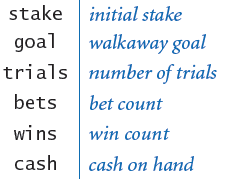 stake initial stake
goal walkaway goal
trials number of trials
bets bet count
wins win count
cash cash on hand